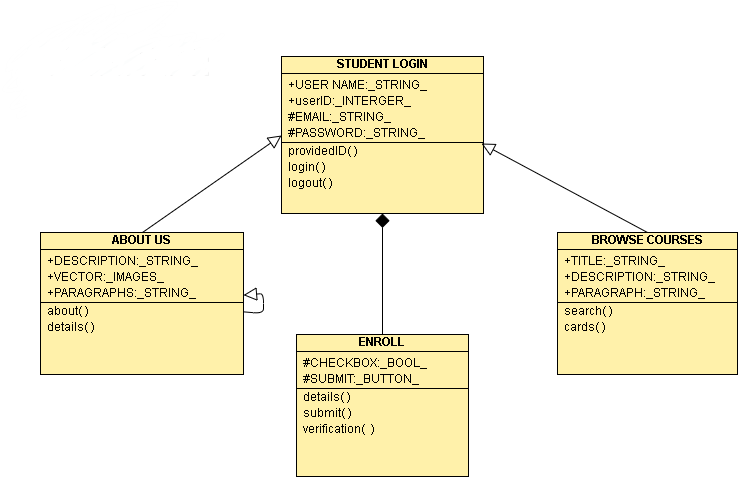 STUDENT LOGIN
+USER NAME:_STRING_
+userID:_INTERGER_
#EMAIL:_STRING_
#PASSWORD:_STRING_
providedID()
login()
logout()
ABOUT US
+DESCRIPTION:_STRING_
+VECTOR:_IMAGES_
+PARAGRAPHS:_STRING_
about()
details()
BROWSE COURSES
+TITLE:_STRING_
+DESCRIPTION:_STRING_
+PARAGRAPH:_STRING_
search()
cards()
ENROLL
#CHECKBOX:_BOOL_
#SUBMIT:_BUTTON_
details()
submit()
verification( )